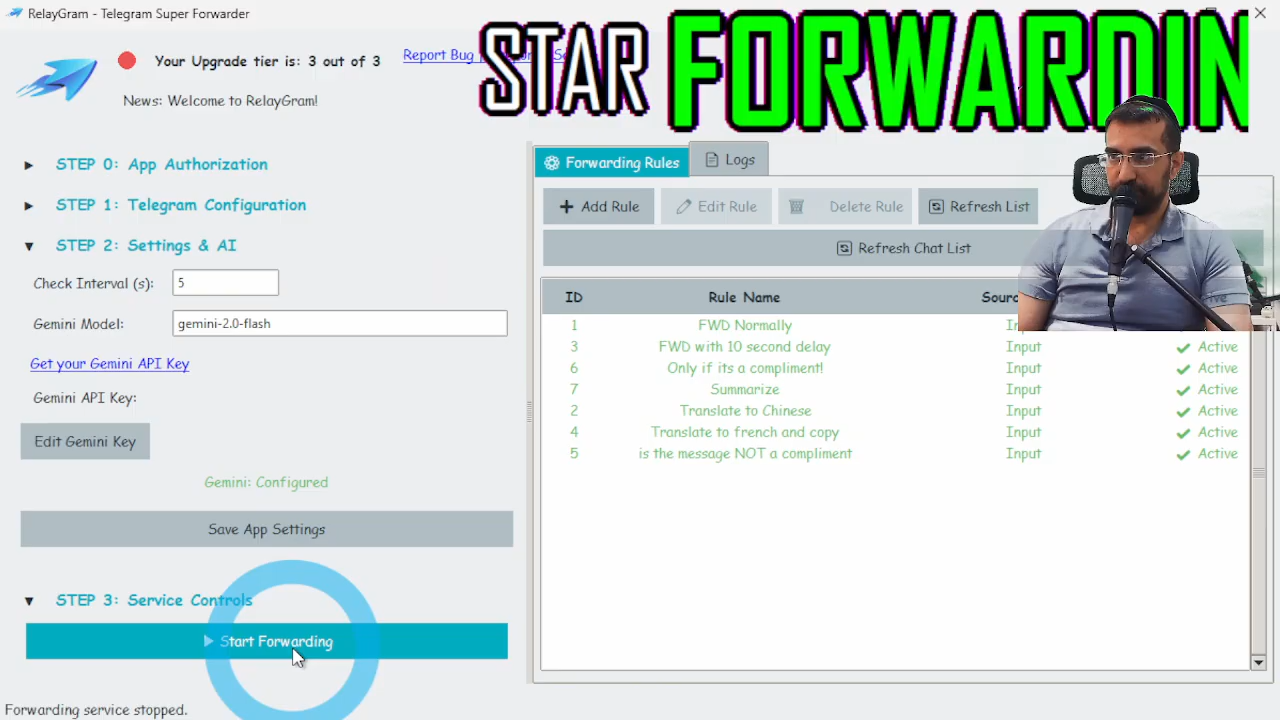 RelayGram - Telegram Super Forwarder
STAR FORWARDIN
Your Upgrade tier is: 3 out of 3
Report Bug
News: Welcome to RelayGram!
STEP 0: App Authorization
STEP 1: Telegram Configuration
STEP 2: Settings & AI
Check Interval (s): 5
Gemini Model: gemini-2.0-flash
Get your Gemini API Key
Gemini API Key:
Edit Gemini Key
Gemini: Configured
Save App Settings
STEP 3: Service Controls
Start Forwarding
Forwarding service stopped.
Forwarding Rules Logs
Add Rule Edit Rule Delete Rule Refresh List
Refresh Chat List
ID Rule Name
1 FWD Normally
3 FWD with 10 second delay Input Active
6 Only if its a compliment! Input Active
7 Summarize Input Active
2 Translate to Chinese Input Active
4 Translate to french and copy Input Active
5 is the message NOT a compliment Input Active